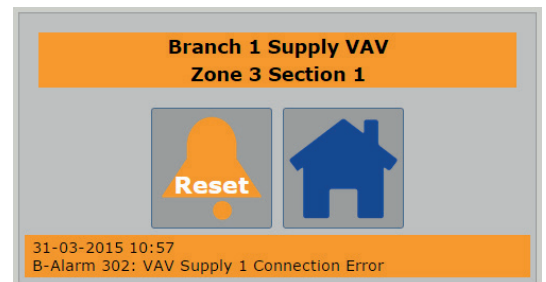 Branch 1 Supply VAV
Zone 3 Section 1
Reset
31-03-2015 10:57
B-Alarm 302: VAV Supply 1 Connection Error